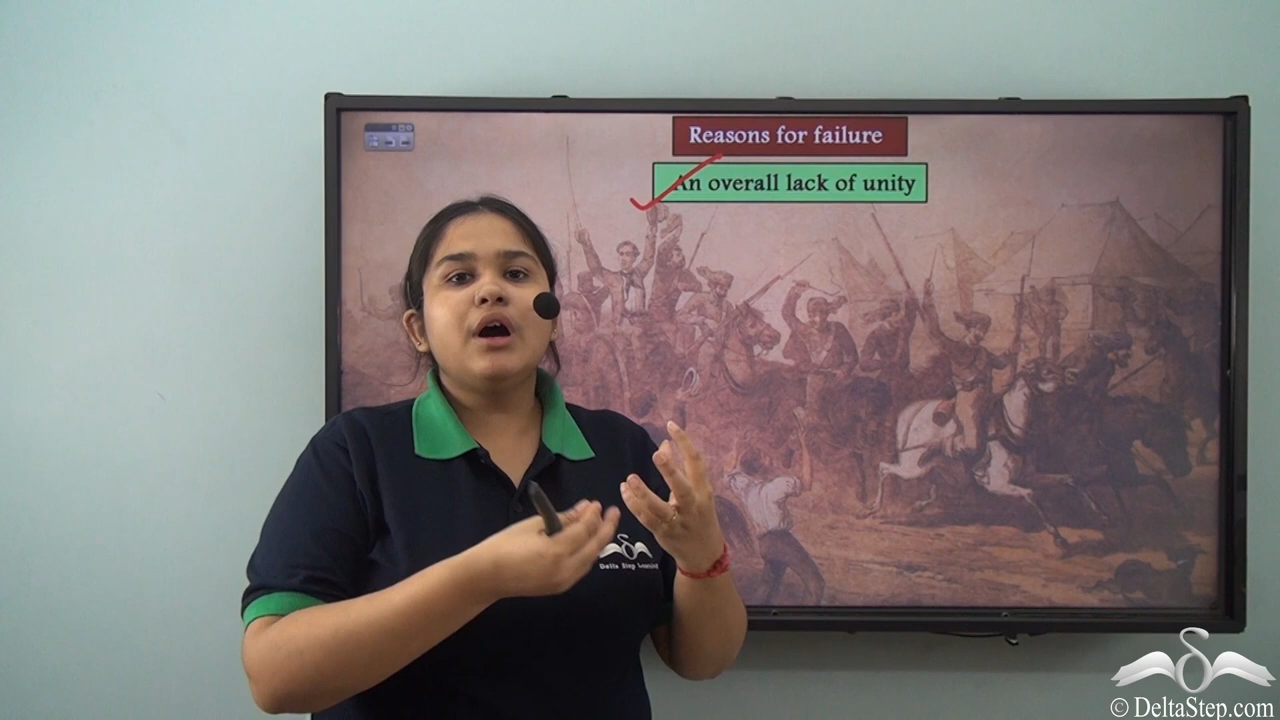 Reasons for failure
An overall lack of unity
Delta Step Learning
© DeltaStep.com